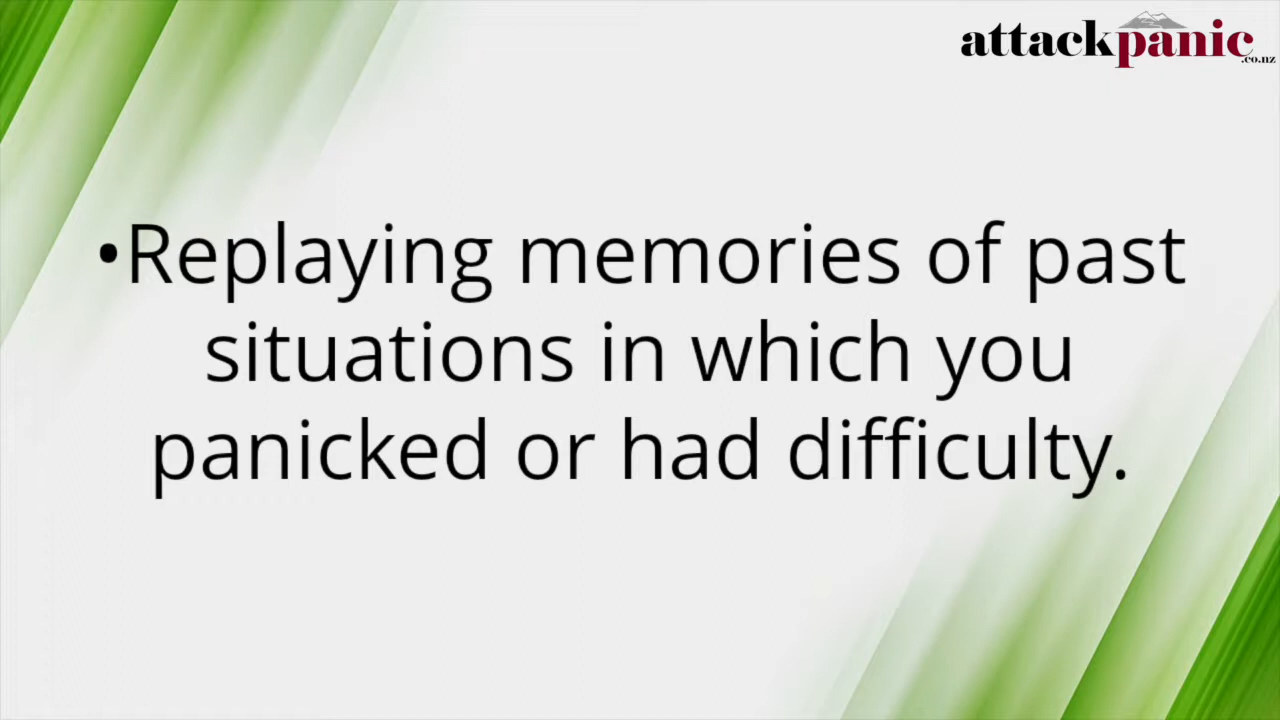 attackpanic
.co.nz
•Replaying memories of past
situations in which you
panicked or had difficulty.